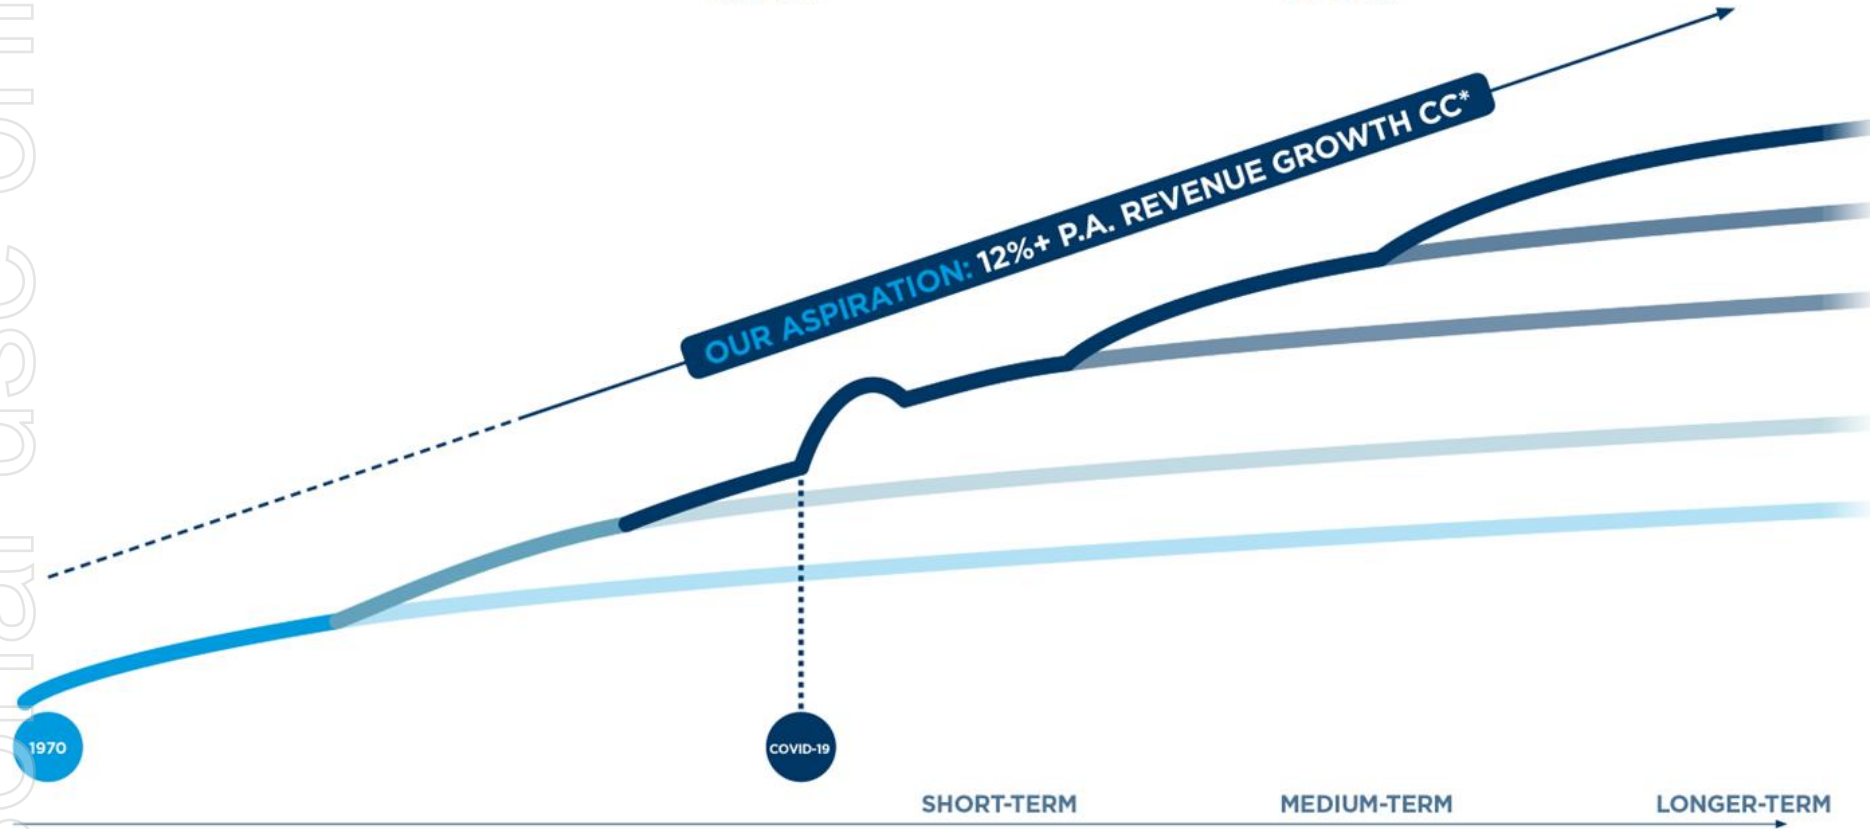 OUR ASPIRATION: 12%+ P.A. REVENUE GROWTH CC*
1970
COVID-19
SHORT-TERM
MEDIUM-TERM
LONGER-TERM